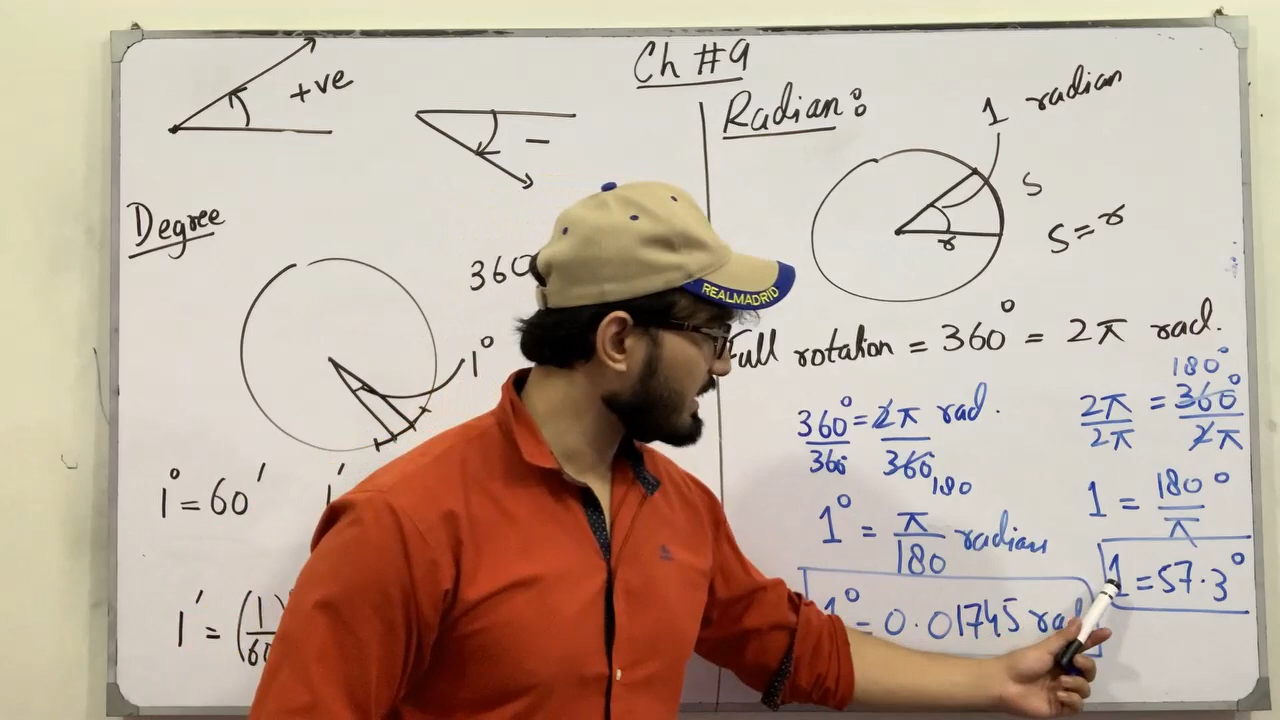 Ch #9
+ve
-
Degree
360
1°
1° = 60′
1′
1′ = (1/60
Radian:
1 radian
S
r
S = r
Full rotation = 360° = 2π rad.
360°/360 = 2π/360 rad.
180
1° = π/180 radian
1° = 0.01745 rad
180°
2π/2π = 360°/2π
1 = 180°/π
1 = 57.3°
REALMADRID